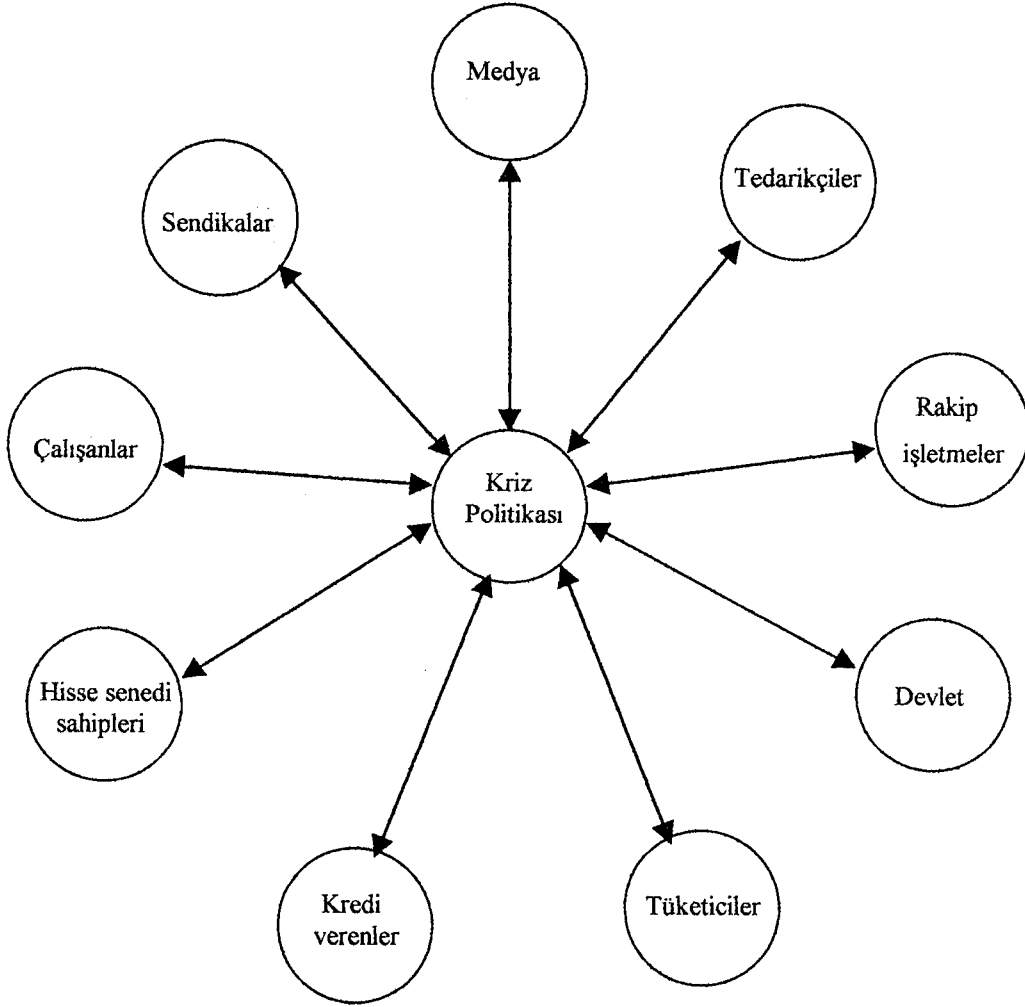 Medya
Tedarikçiler
Sendikalar
Rakip
işletmeler
Çalışanlar
Kriz
Politikası
Hisse senedi
sahipleri
Devlet
Kredi
verenler
Tüketiciler